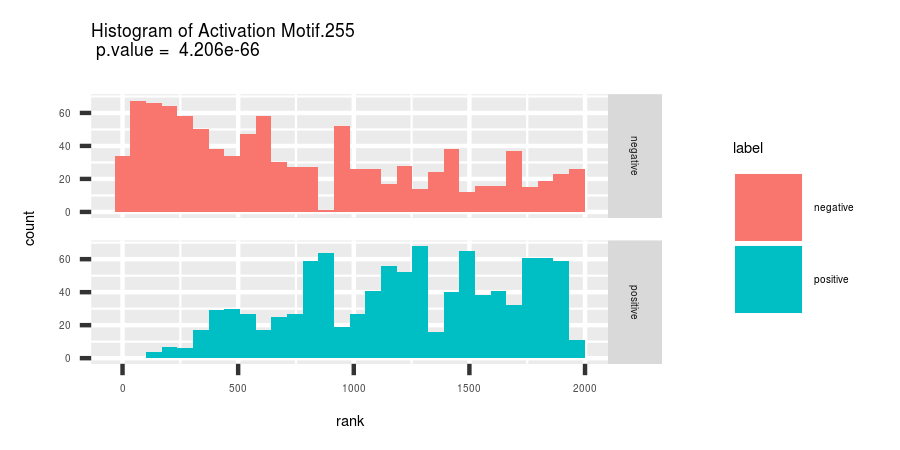 Histogram of Activation Motif.255
p.value = 4.206e-66
count
60
40
20
0
negative
60
40
20
0
positive
0 500 1000 1500 2000
rank
label
negative
positive